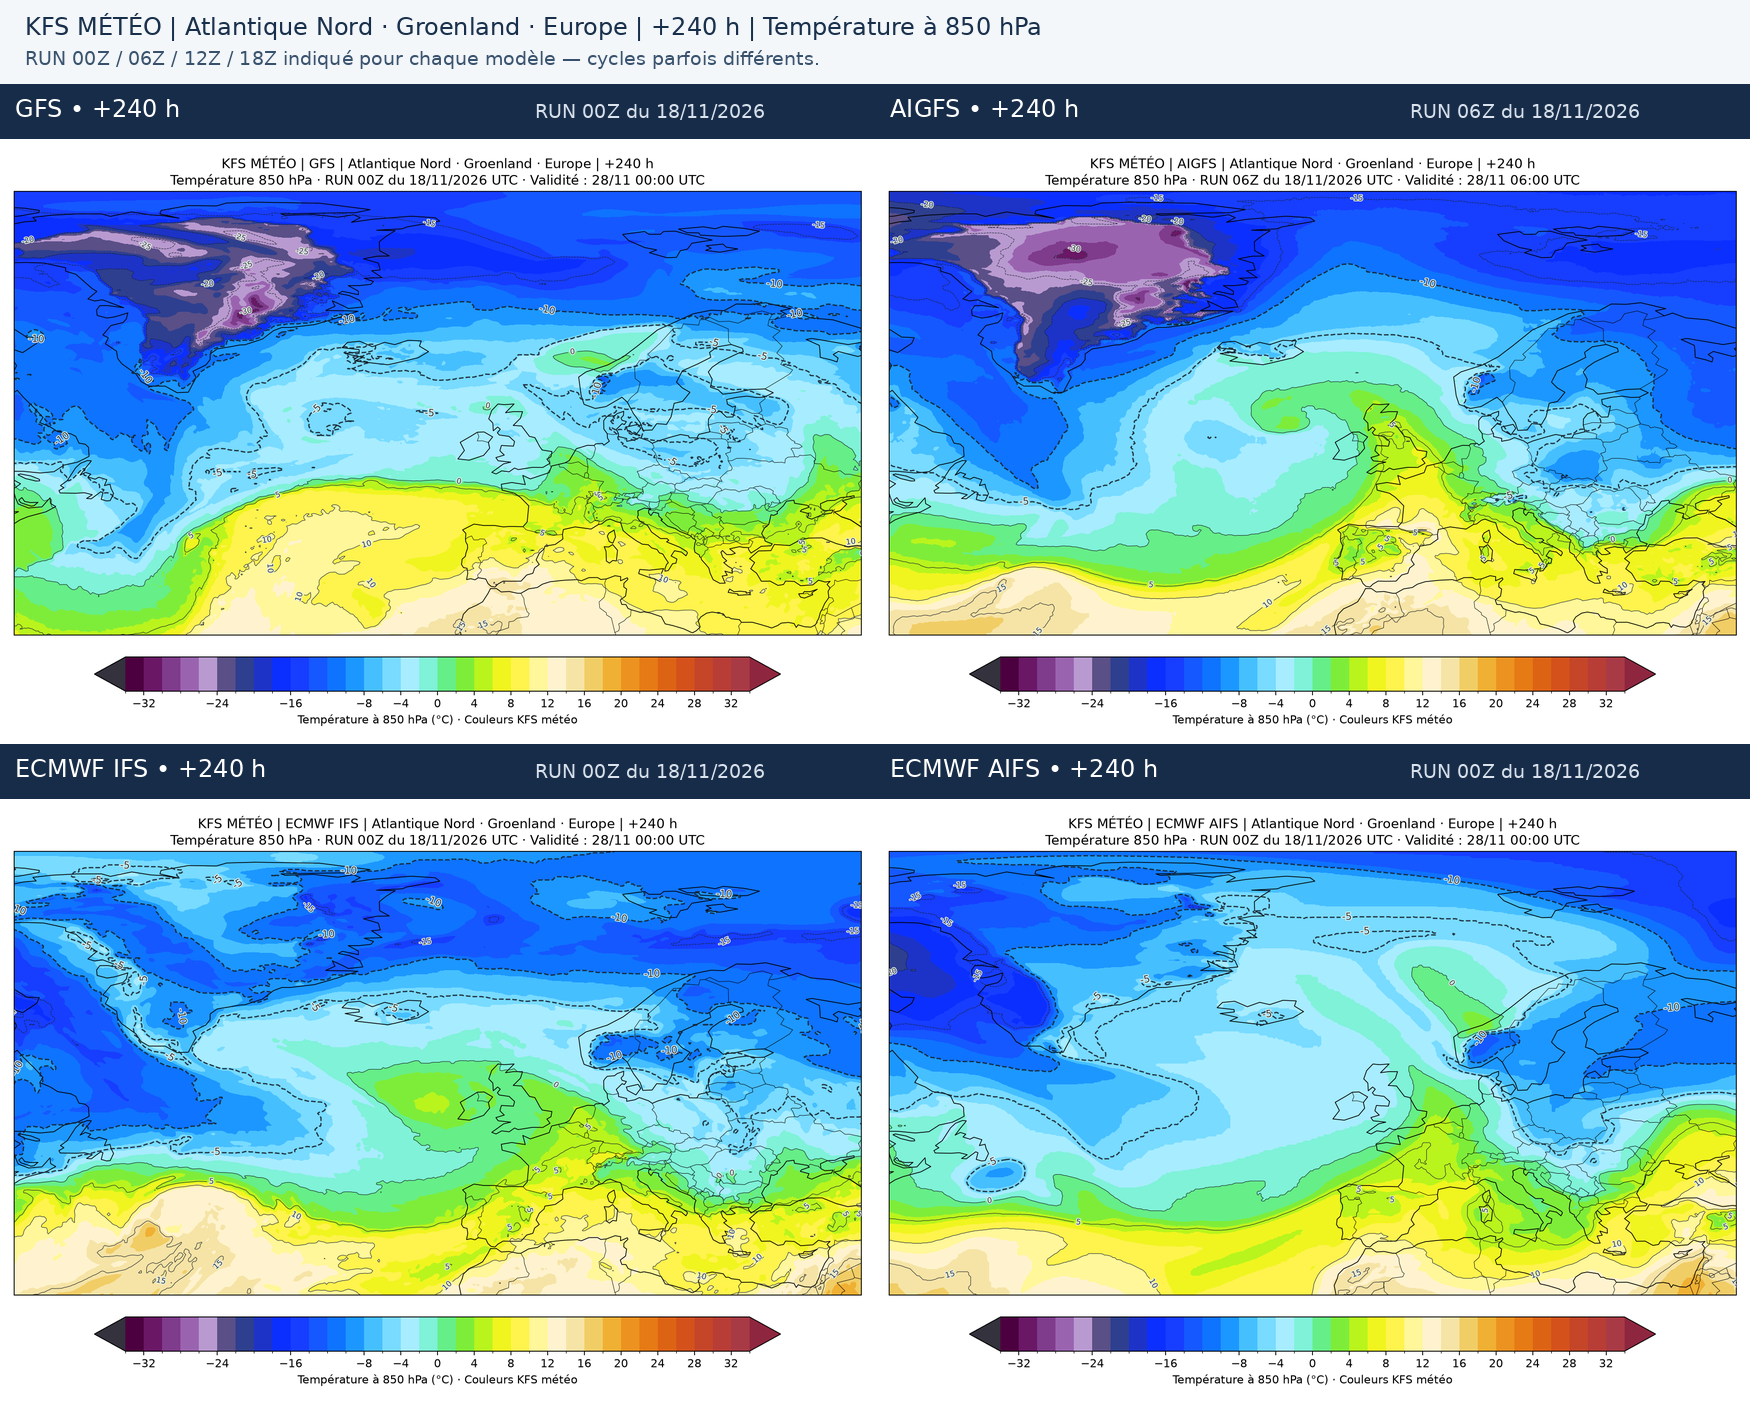 KFS MÉTÉO | Atlantique Nord · Groenland · Europe | +240 h | Température à 850 hPa
RUN 00Z / 06Z / 12Z / 18Z indiqué pour chaque modèle — cycles parfois différents.
GFS • +240 h
RUN 00Z du 18/11/2026
AIGFS • +240 h
RUN 06Z du 18/11/2026
KFS MÉTÉO | GFS | Atlantique Nord · Groenland · Europe | +240 h
Température 850 hPa · RUN 00Z du 18/11/2026 UTC · Validité : 28/11 00:00 UTC
KFS MÉTÉO | AIGFS | Atlantique Nord · Groenland · Europe | +240 h
Température 850 hPa · RUN 06Z du 18/11/2026 UTC · Validité : 28/11 06:00 UTC
−32 −24 −16 −8 −4 0 4 8 12 16 20 24 28 32
Température à 850 hPa (°C) · Couleurs KFS météo
−32 −24 −16 −8 −4 0 4 8 12 16 20 24 28 32
Température à 850 hPa (°C) · Couleurs KFS météo
ECMWF IFS • +240 h
RUN 00Z du 18/11/2026
ECMWF AIFS • +240 h
RUN 00Z du 18/11/2026
KFS MÉTÉO | ECMWF IFS | Atlantique Nord · Groenland · Europe | +240 h
Température 850 hPa · RUN 00Z du 18/11/2026 UTC · Validité : 28/11 00:00 UTC
KFS MÉTÉO | ECMWF AIFS | Atlantique Nord · Groenland · Europe | +240 h
Température 850 hPa · RUN 00Z du 18/11/2026 UTC · Validité : 28/11 00:00 UTC
−32 −24 −16 −8 −4 0 4 8 12 16 20 24 28 32
Température à 850 hPa (°C) · Couleurs KFS météo
−32 −24 −16 −8 −4 0 4 8 12 16 20 24 28 32
Température à 850 hPa (°C) · Couleurs KFS météo